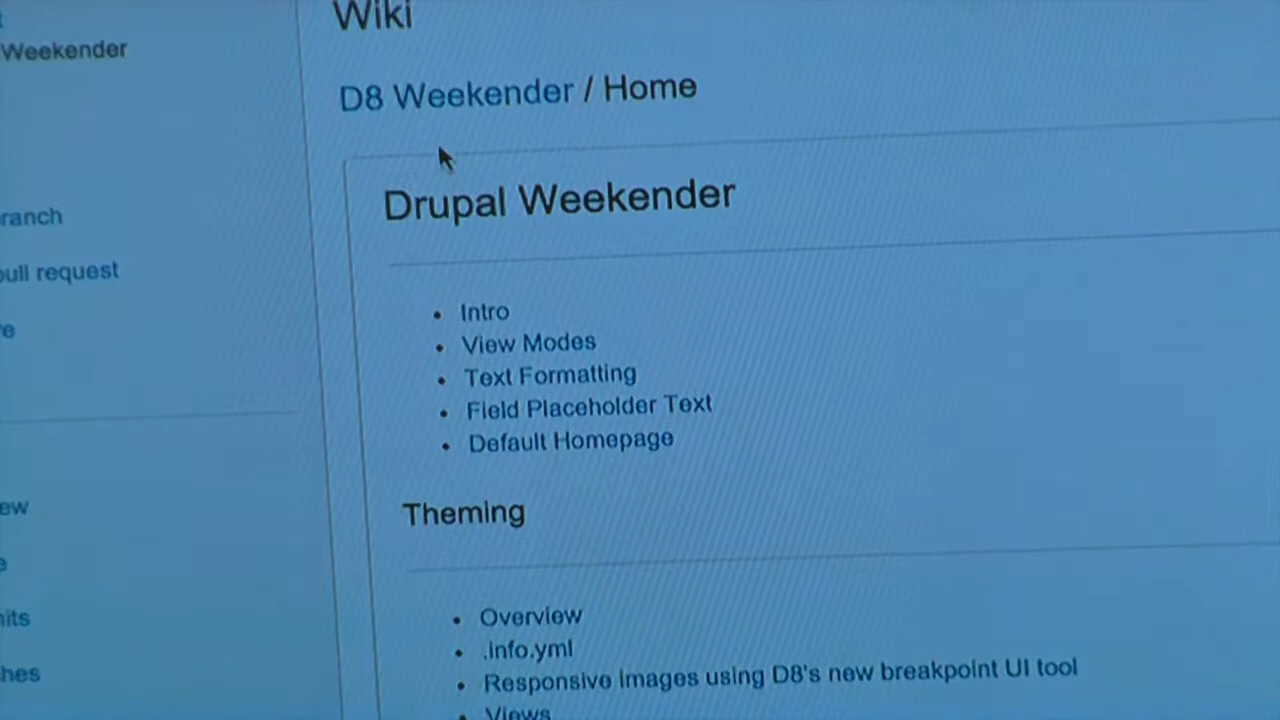 Wiki
Weekender
D8 Weekender / Home
Drupal Weekender
ranch
pull request
Intro
View Modes
Text Formatting
Field Placeholder Text
Default Homepage
Theming
Overview
.info.yml
Responsive images using D8's new breakpoint UI tool
Views